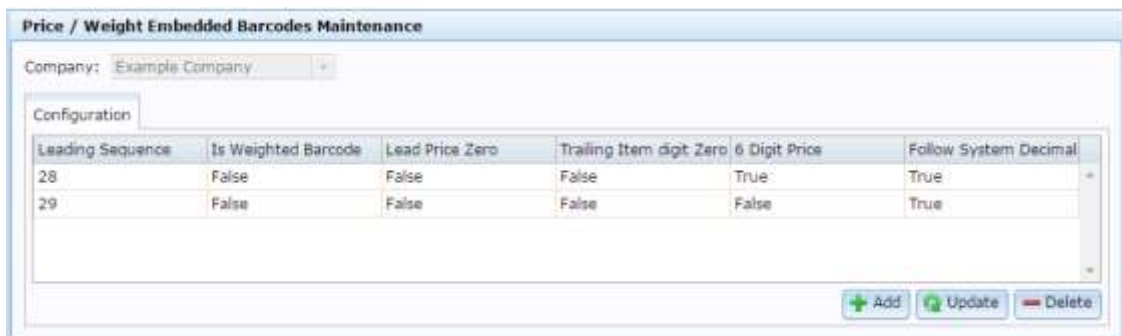 Price / Weight Embedded Barcodes Maintenance
Company: Example Company
Configuration
Leading Sequence Is Weighted Barcode Lead Price Zero Trailing Item digit Zero 6 Digit Price Follow System Decimal
28 False False False True True
29 False False False False True
Add Update Delete